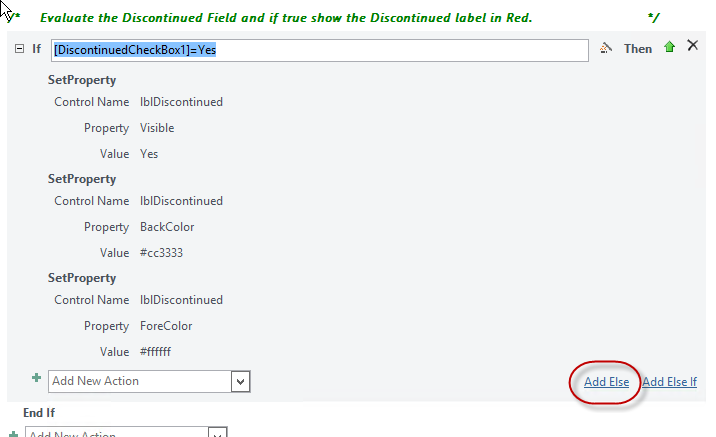 /* Evaluate the Discontinued Field and if true show the Discontinued label in Red. */
If [DiscontinuedCheckBox1]=Yes Then
SetProperty
Control Name lblDiscontinued
Property Visible
Value Yes
SetProperty
Control Name lblDiscontinued
Property BackColor
Value #cc3333
SetProperty
Control Name lblDiscontinued
Property ForeColor
Value #ffffff
Add New Action Add Else Add Else If
End If
Add New Action